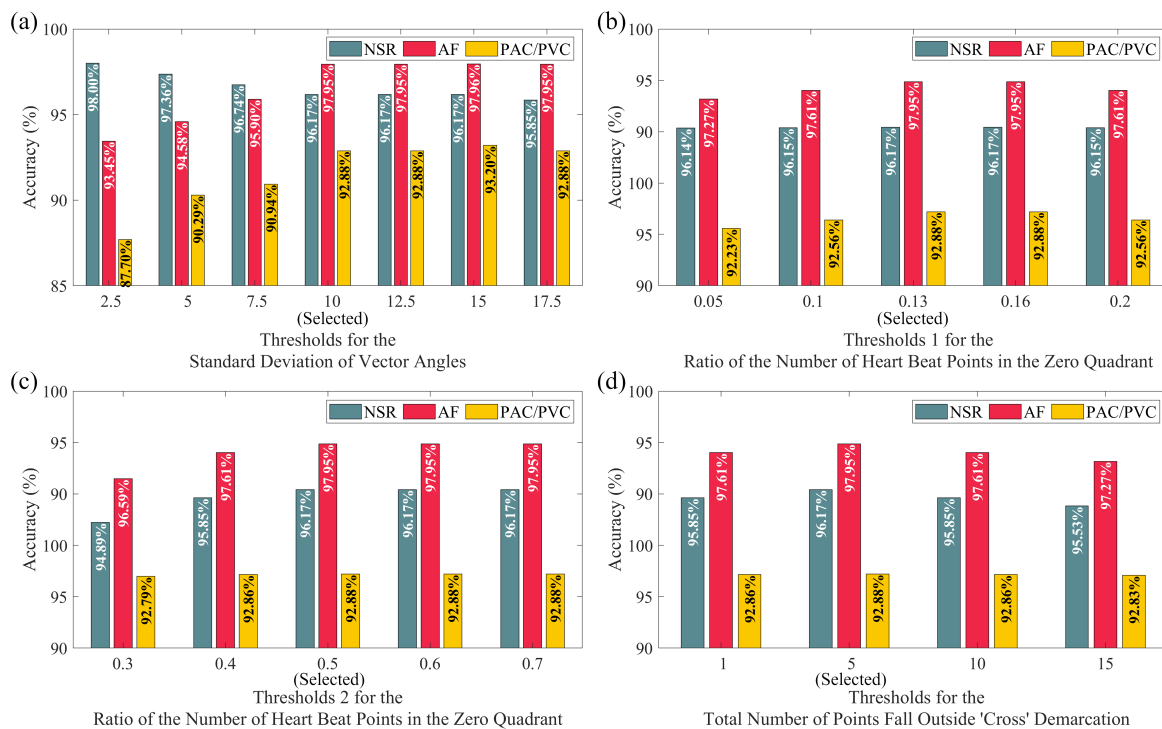 (a)
100
95
90
85
Accuracy (%)
NSR AF PAC/PVC
98.00% 93.45% 87.70%
97.36% 94.58% 90.29%
96.74% 95.90% 90.94%
96.17% 97.95% 92.88%
96.17% 97.95% 92.88%
96.17% 97.96% 93.20%
95.85% 97.95% 92.88%
2.5 5 7.5 10 12.5 15 17.5
(Selected)
Thresholds for the
Standard Deviation of Vector Angles
(b)
100
95
90
100
95
90
Accuracy (%)
NSR AF PAC/PVC
96.14% 97.27% 92.23%
96.15% 97.61% 92.56%
96.17% 97.95% 92.88%
96.17% 97.95% 92.88%
96.15% 97.61% 92.56%
0.05 0.1 0.13 0.16 0.2
(Selected)
Thresholds 1 for the
Ratio of the Number of Heart Beat Points in the Zero Quadrant
(c)
100
95
90
100
95
90
Accuracy (%)
NSR AF PAC/PVC
94.89% 96.59% 92.79%
95.85% 97.61% 92.86%
96.17% 97.95% 92.88%
96.17% 97.95% 92.88%
96.17% 97.95% 92.88%
0.3 0.4 0.5 0.6 0.7
(Selected)
Thresholds 2 for the
Ratio of the Number of Heart Beat Points in the Zero Quadrant
(d)
100
95
90
100
95
90
Accuracy (%)
NSR AF PAC/PVC
95.85% 97.61% 92.86%
96.17% 97.95% 92.88%
95.85% 97.61% 92.86%
95.53% 97.27% 92.83%
1 5 10 15
(Selected)
Thresholds for the
Total Number of Points Fall Outside 'Cross' Demarcation